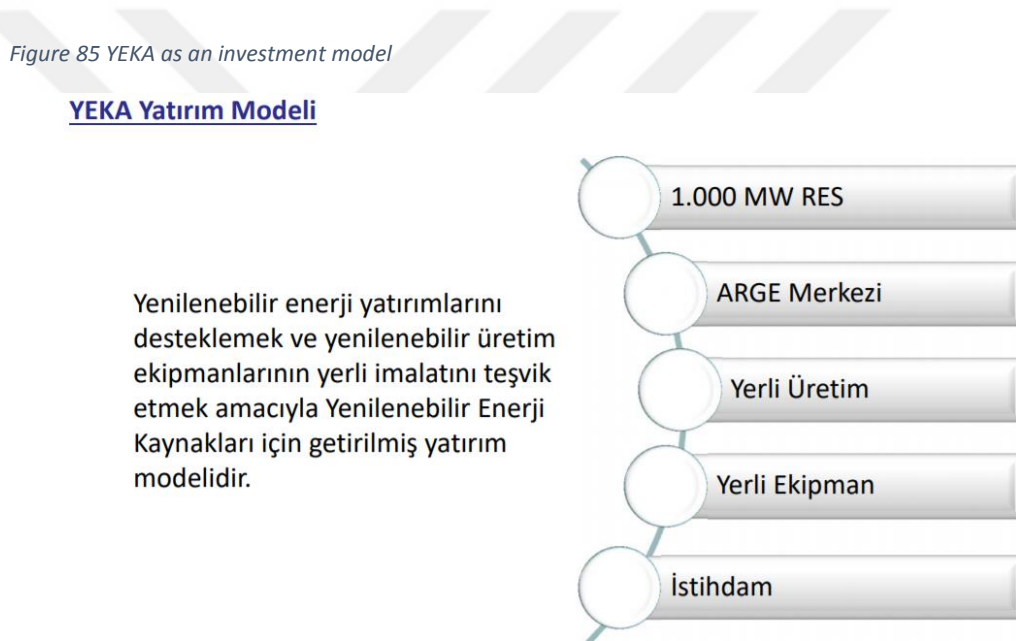 Figure 85 YEKA as an investment model
YEKA Yatırım Modeli
Yenilenebilir enerji yatırımlarını
desteklemek ve yenilenebilir üretim
ekipmanlarının yerli imalatını teşvik
etmek amacıyla Yenilenebilir Enerji
Kaynakları için getirilmiş yatırım
modelidir.
1.000 MW RES
ARGE Merkezi
Yerli Üretim
Yerli Ekipman
İstihdam